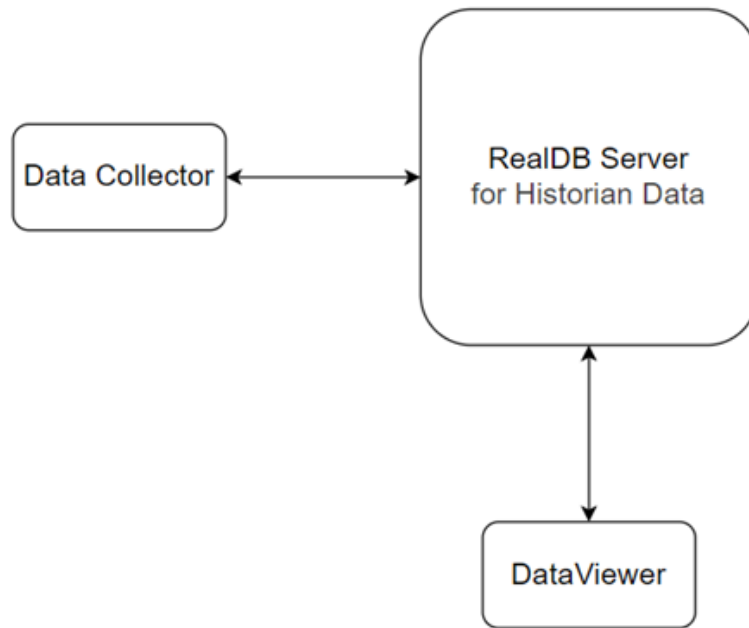 RealDB Server
for Historian Data
Data Collector
DataViewer